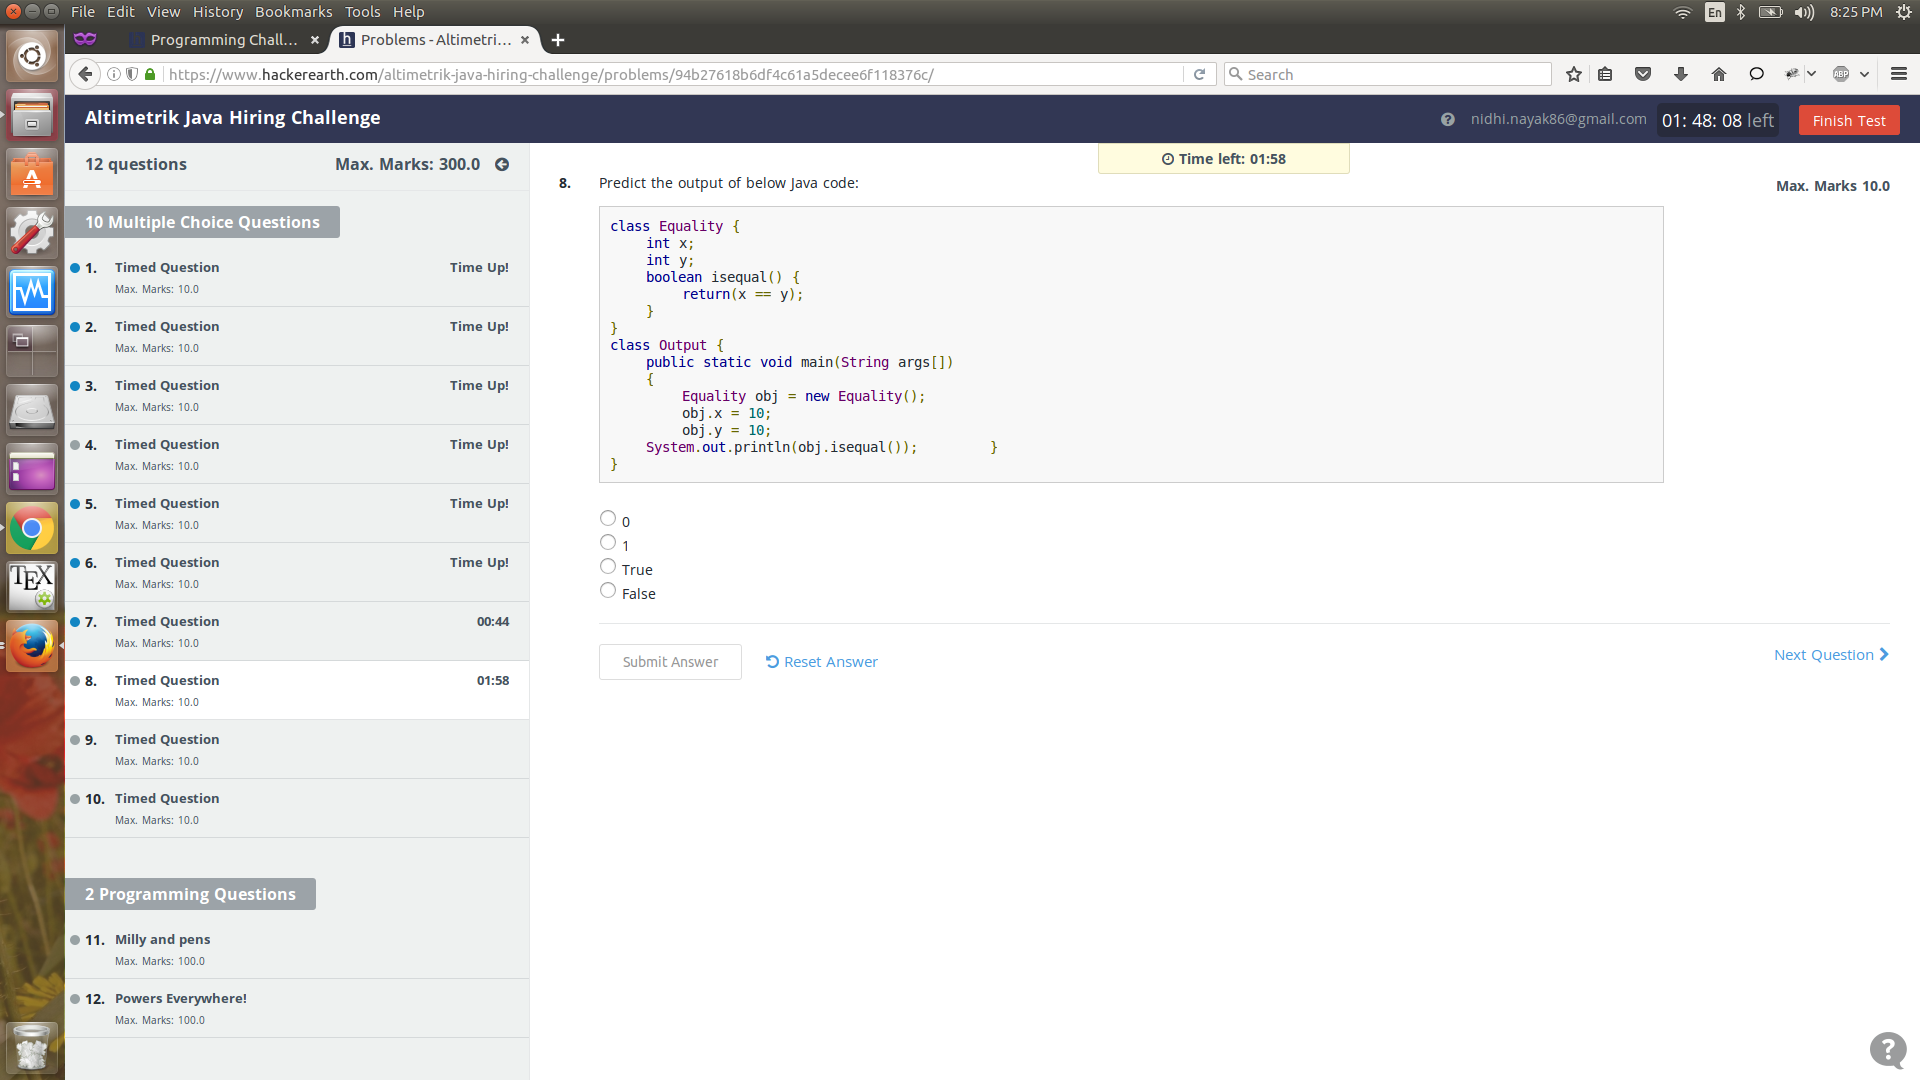 File Edit View History Bookmarks Tools Help
En 8:25 PM
Programming Chall... × Problems - Altimetri... × +
https://www.hackerearth.com/altimetrik-java-hiring-challenge/problems/94b27618b6df4c61a5decee6f118376c/
Search
ABP
Altimetrik Java Hiring Challenge
nidhi.nayak86@gmail.com
01: 48: 08 left
Finish Test
12 questions
Max. Marks: 300.0
10 Multiple Choice Questions
1. Timed Question Time Up!
Max. Marks: 10.0
2. Timed Question Time Up!
Max. Marks: 10.0
3. Timed Question Time Up!
Max. Marks: 10.0
4. Timed Question Time Up!
Max. Marks: 10.0
5. Timed Question Time Up!
Max. Marks: 10.0
6. Timed Question Time Up!
Max. Marks: 10.0
7. Timed Question 00:44
Max. Marks: 10.0
8. Timed Question 01:58
Max. Marks: 10.0
9. Timed Question
Max. Marks: 10.0
10. Timed Question
Max. Marks: 10.0
2 Programming Questions
11. Milly and pens
Max. Marks: 100.0
12. Powers Everywhere!
Max. Marks: 100.0
Time left: 01:58
8. Predict the output of below Java code:
Max. Marks 10.0
class Equality {
int x;
int y;
boolean isequal() {
return(x == y);
}
}
class Output {
public static void main(String args[])
{
Equality obj = new Equality();
obj.x = 10;
obj.y = 10;
System.out.println(obj.isequal()); }
}
0
1
True
False
Submit Answer
Reset Answer
Next Question
TEX
?